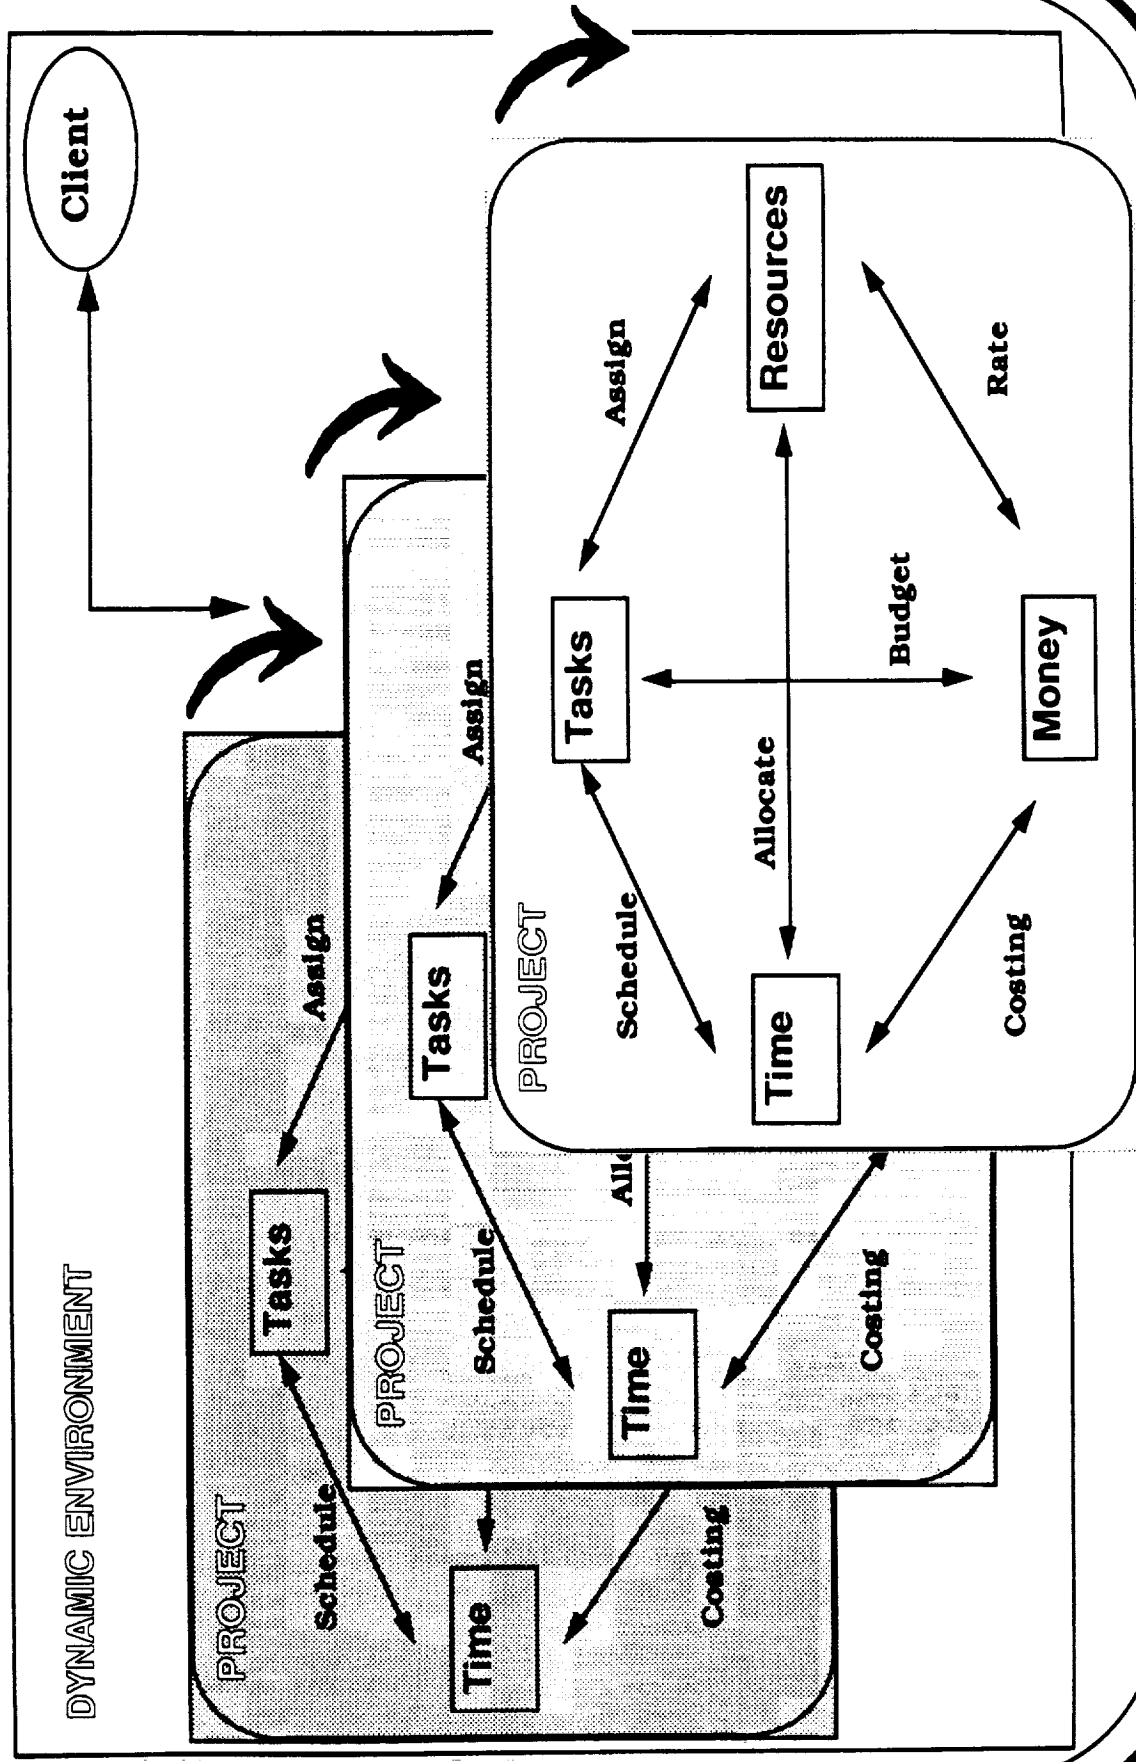 DYNAMIC ENVIRONMENT
Client
PROJECT
Tasks
Assign
Schedule
Time
Costing
PROJECT
Tasks
Assign
Schedule
Time
Costing
PROJECT
Tasks
Assign
Schedule
Allocate
Time
Resources
Budget
Costing
Rate
Money